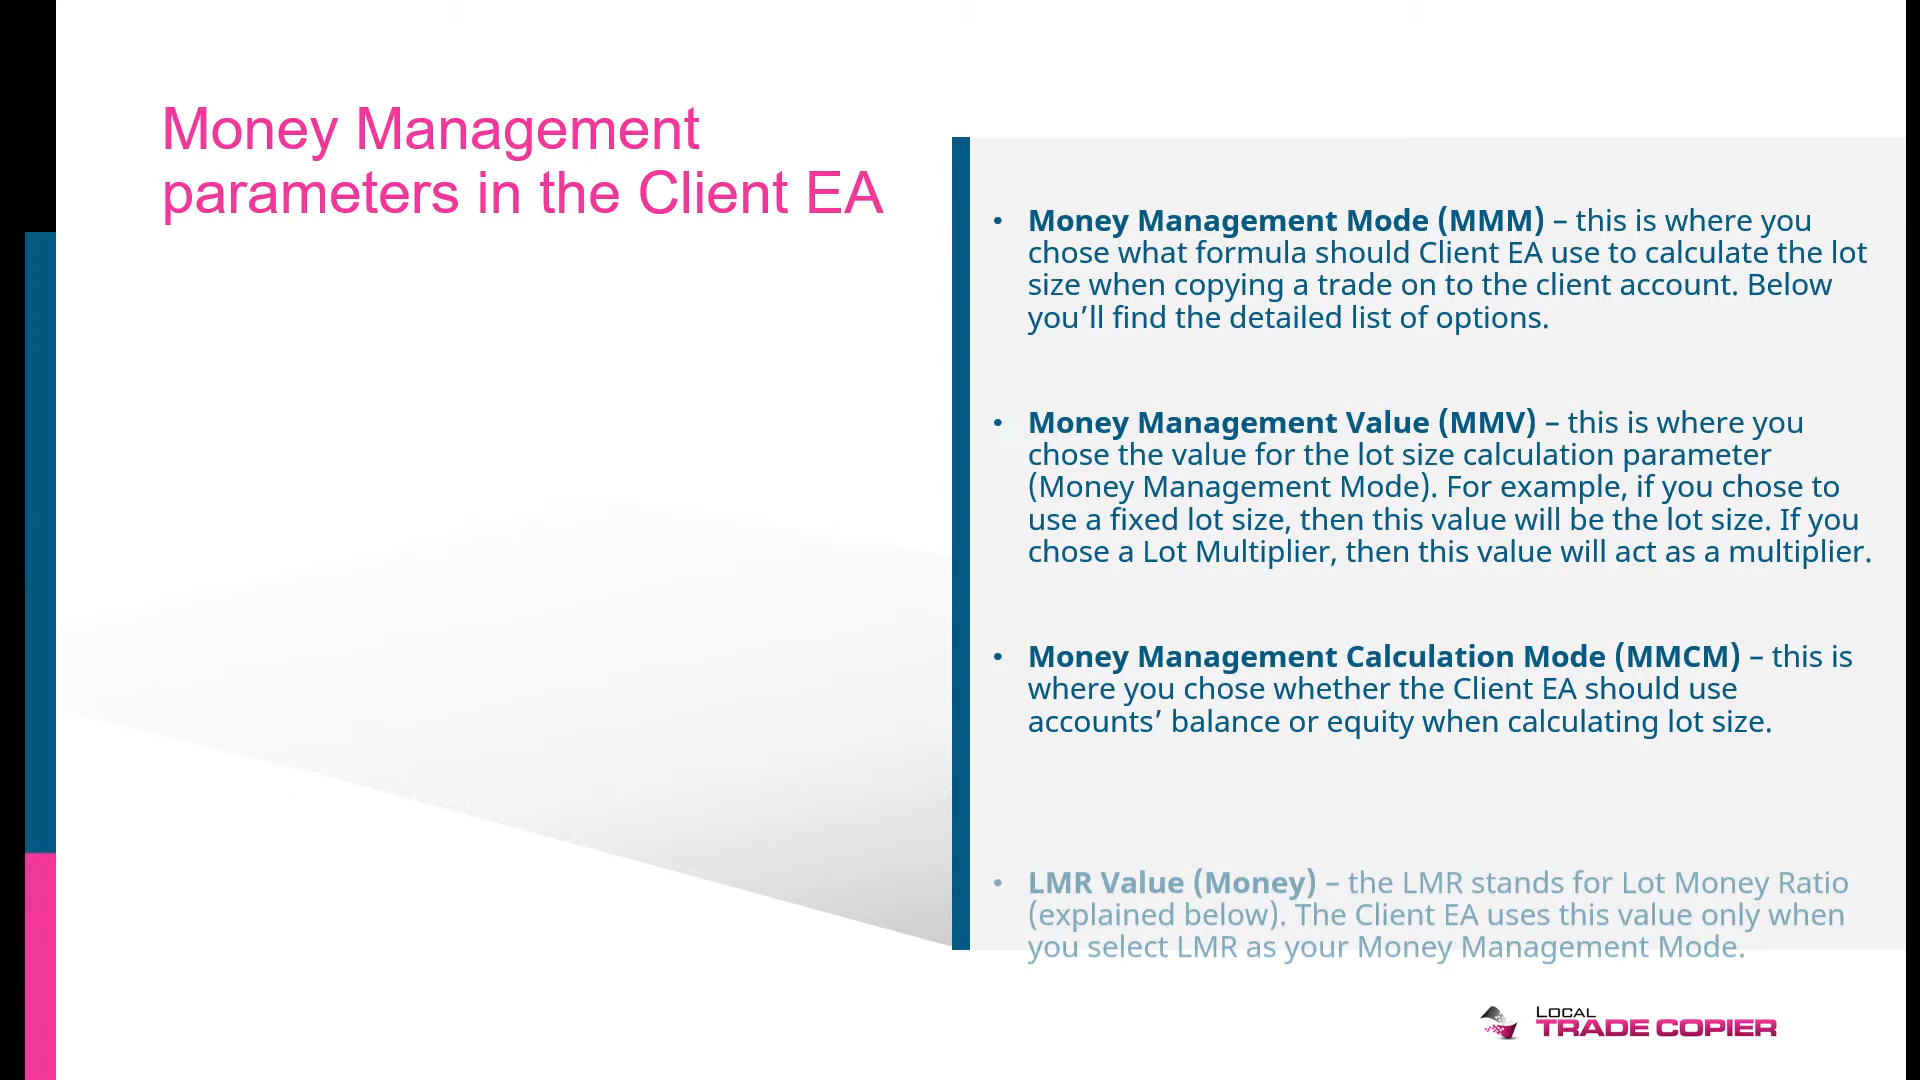 Money Management
parameters in the Client EA
• Money Management Mode (MMM) – this is where you
chose what formula should Client EA use to calculate the lot
size when copying a trade on to the client account. Below
you’ll find the detailed list of options.
• Money Management Value (MMV) – this is where you
chose the value for the lot size calculation parameter
(Money Management Mode). For example, if you chose to
use a fixed lot size, then this value will be the lot size. If you
chose a Lot Multiplier, then this value will act as a multiplier.
• Money Management Calculation Mode (MMCM) – this is
where you chose whether the Client EA should use
accounts’ balance or equity when calculating lot size.
• LMR Value (Money) – the LMR stands for Lot Money Ratio
(explained below). The Client EA uses this value only when
you select LMR as your Money Management Mode.
LOCAL
TRADE COPIER